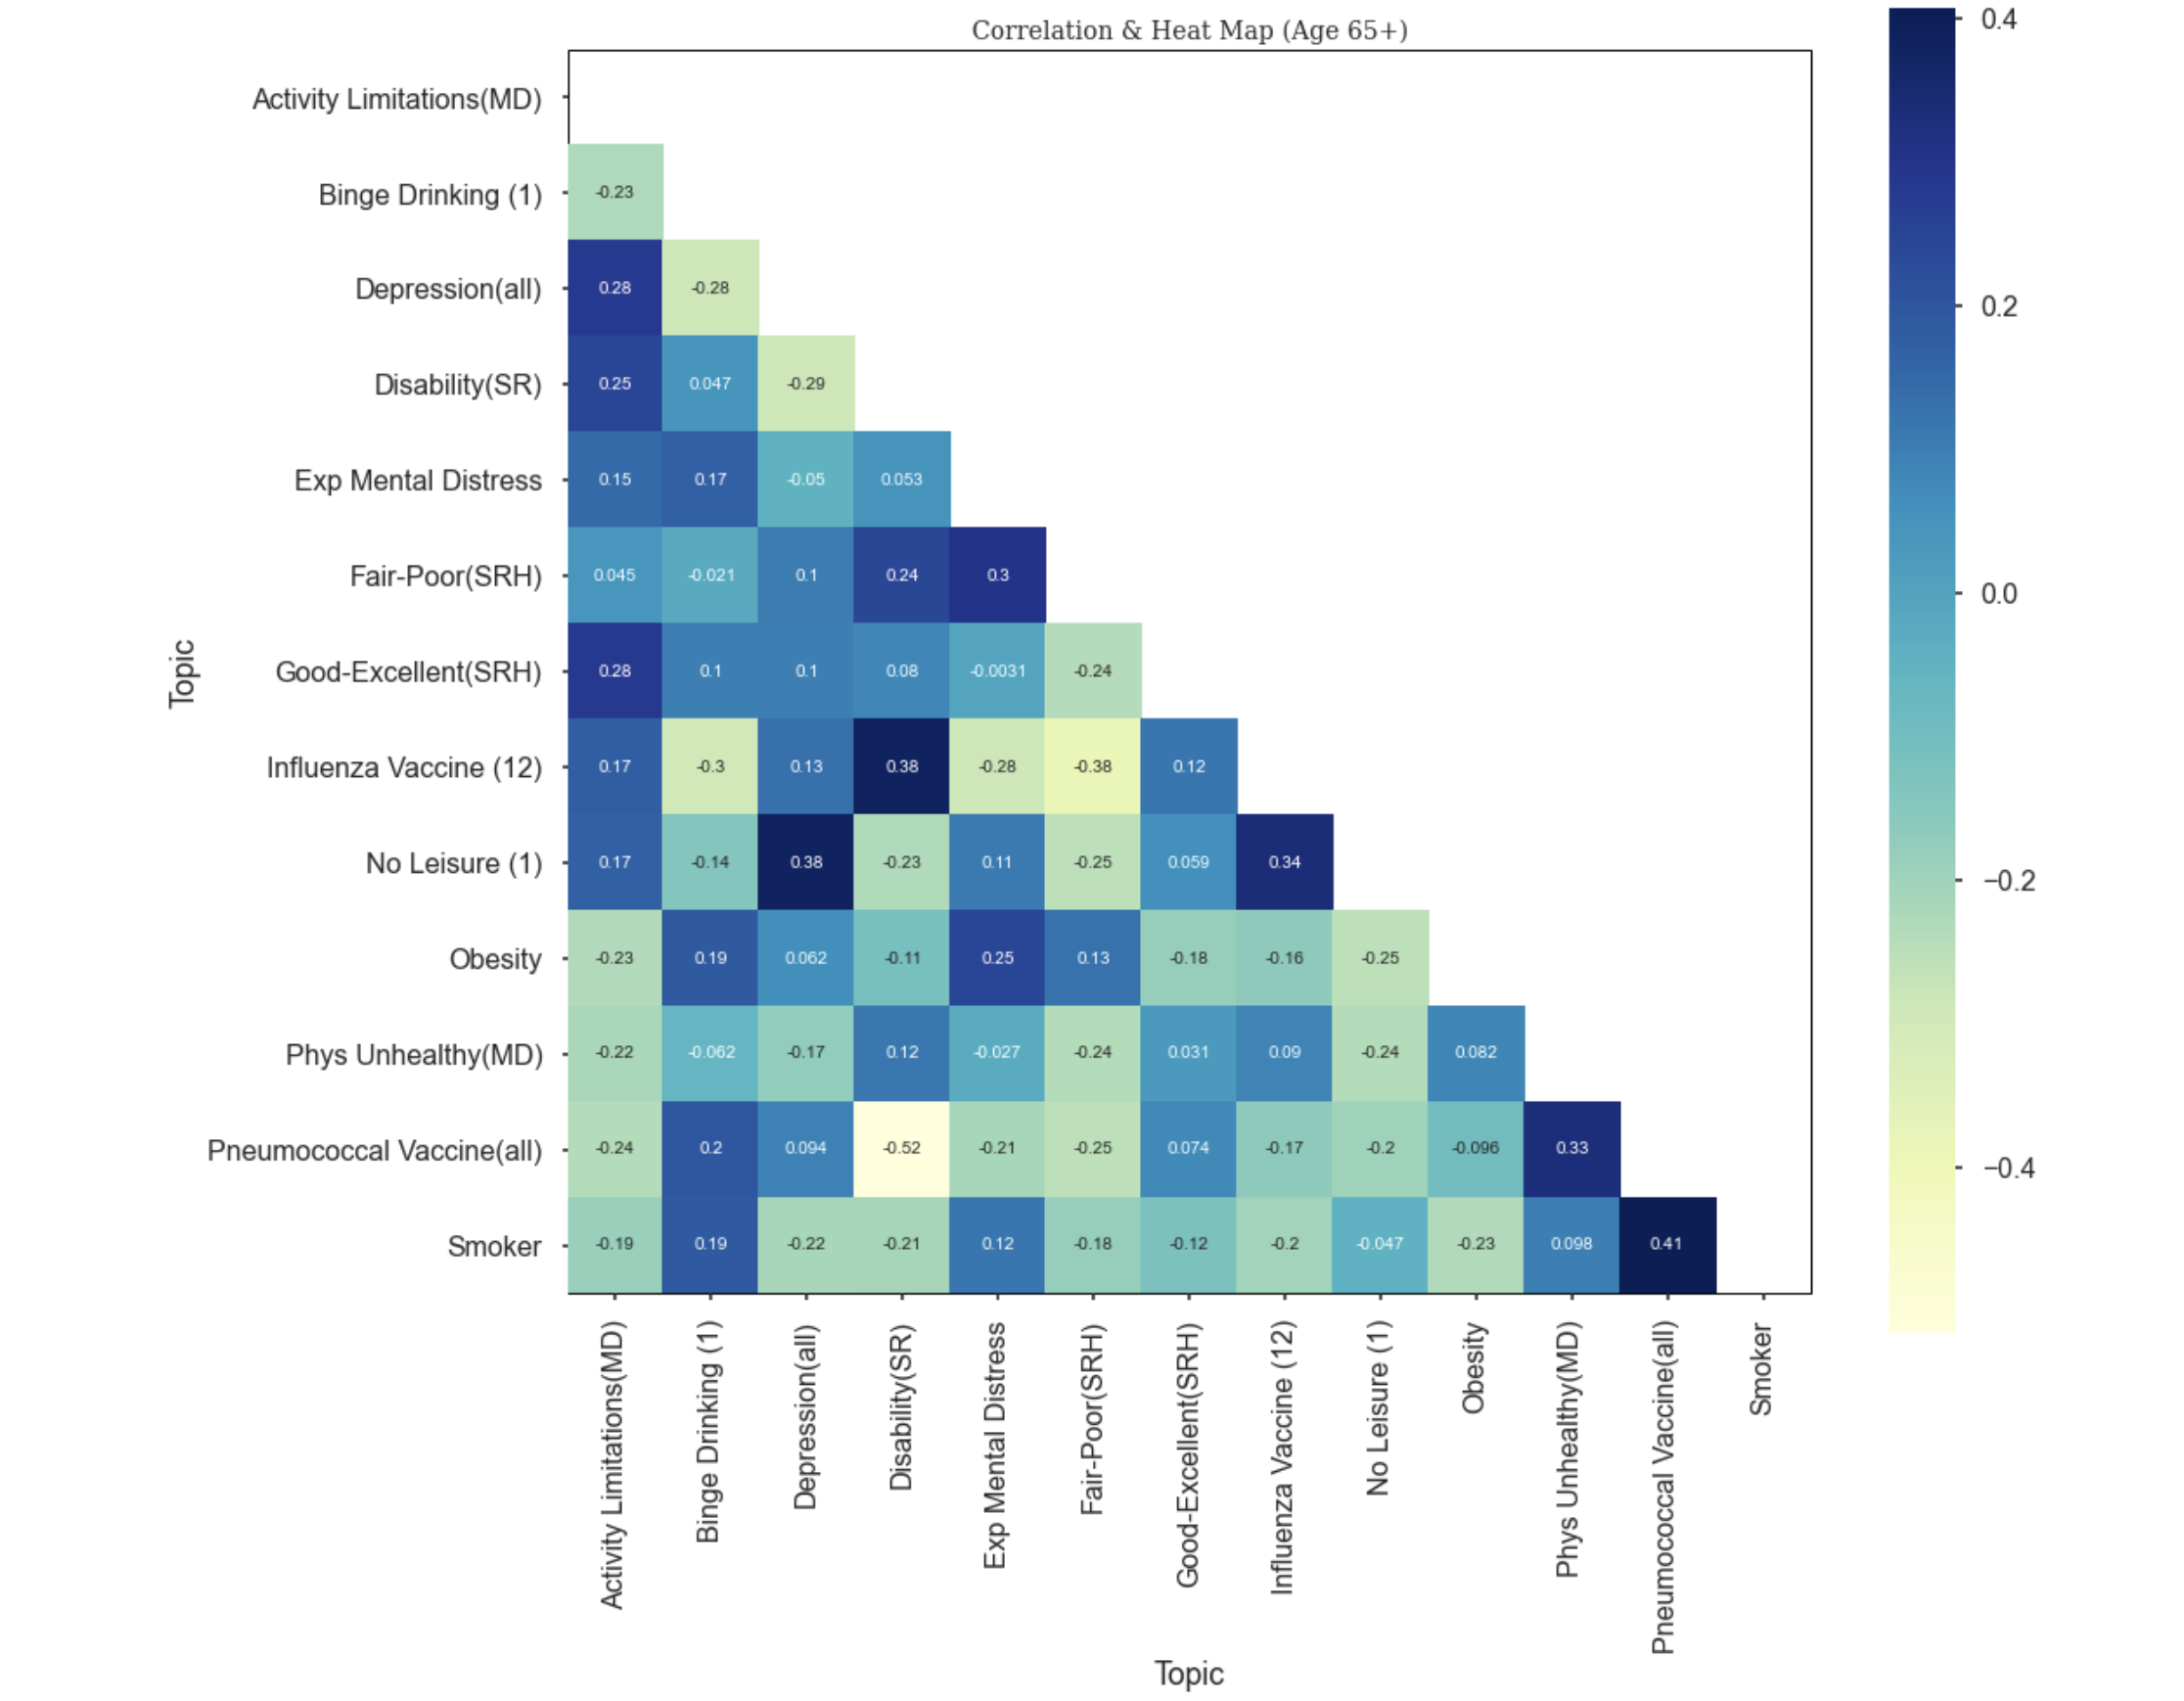 Correlation & Heat Map (Age 65+)
0.4
Activity Limitations(MD)
Binge Drinking (1) -0.23
Depression(all) 0.28 -0.28
0.2
Disability(SR) 0.25 0.047 -0.29
Exp Mental Distress 0.15 0.17 -0.05 0.053
Fair-Poor(SRH) 0.045 -0.021 0.1 0.24 0.3
0.0
Topic
Good-Excellent(SRH) 0.28 0.1 0.1 0.08 -0.0031 -0.24
Influenza Vaccine (12) 0.17 -0.3 0.13 0.38 -0.28 -0.38 0.12
No Leisure (1) 0.17 -0.14 0.38 -0.23 0.11 -0.25 0.059 0.34
−0.2
Obesity -0.23 0.19 0.062 -0.11 0.25 0.13 -0.18 -0.16 -0.25
Phys Unhealthy(MD) -0.22 -0.062 -0.17 0.12 -0.027 -0.24 0.031 0.09 -0.24 0.082
Pneumococcal Vaccine(all) -0.24 0.2 0.094 -0.52 -0.21 -0.25 0.074 -0.17 -0.2 -0.096 0.33
−0.4
Smoker -0.19 0.19 -0.22 -0.21 0.12 -0.18 -0.12 -0.2 -0.047 -0.23 0.098 0.41
Activity Limitations(MD)
Binge Drinking (1)
Depression(all)
Disability(SR)
Exp Mental Distress
Fair-Poor(SRH)
Good-Excellent(SRH)
Influenza Vaccine (12)
No Leisure (1)
Obesity
Phys Unhealthy(MD)
Pneumococcal Vaccine(all)
Smoker
Topic